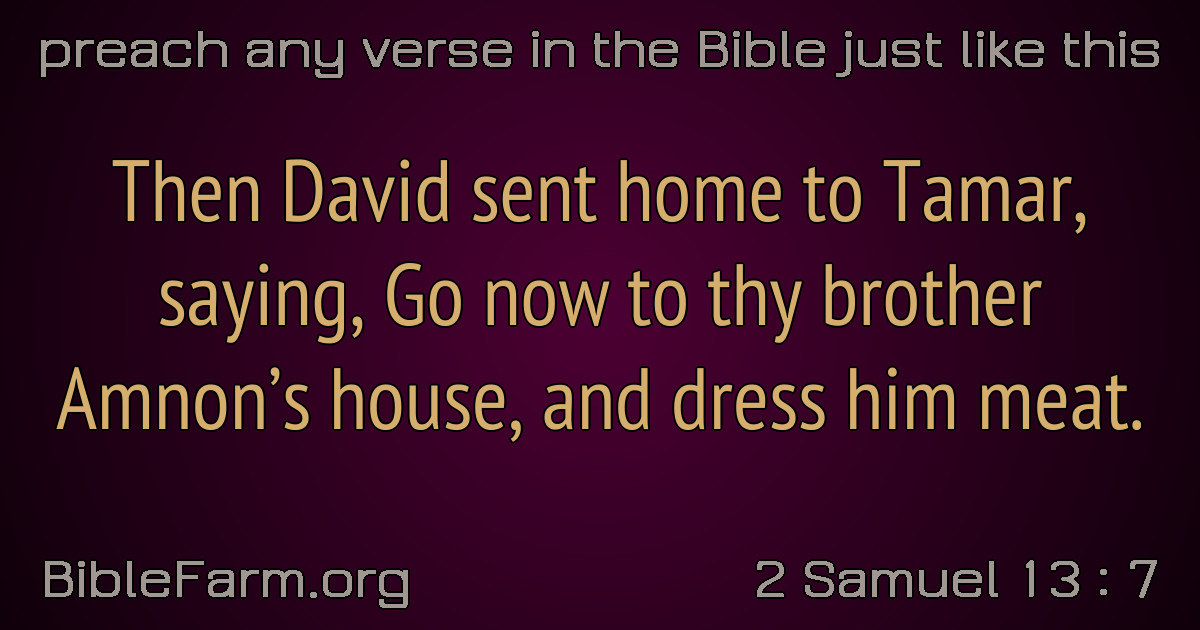 preach any verse in the Bible just like this
Then David sent home to Tamar,
saying, Go now to thy brother
Amnon’s house, and dress him meat.
BibleFarm.org
2 Samuel 13 : 7